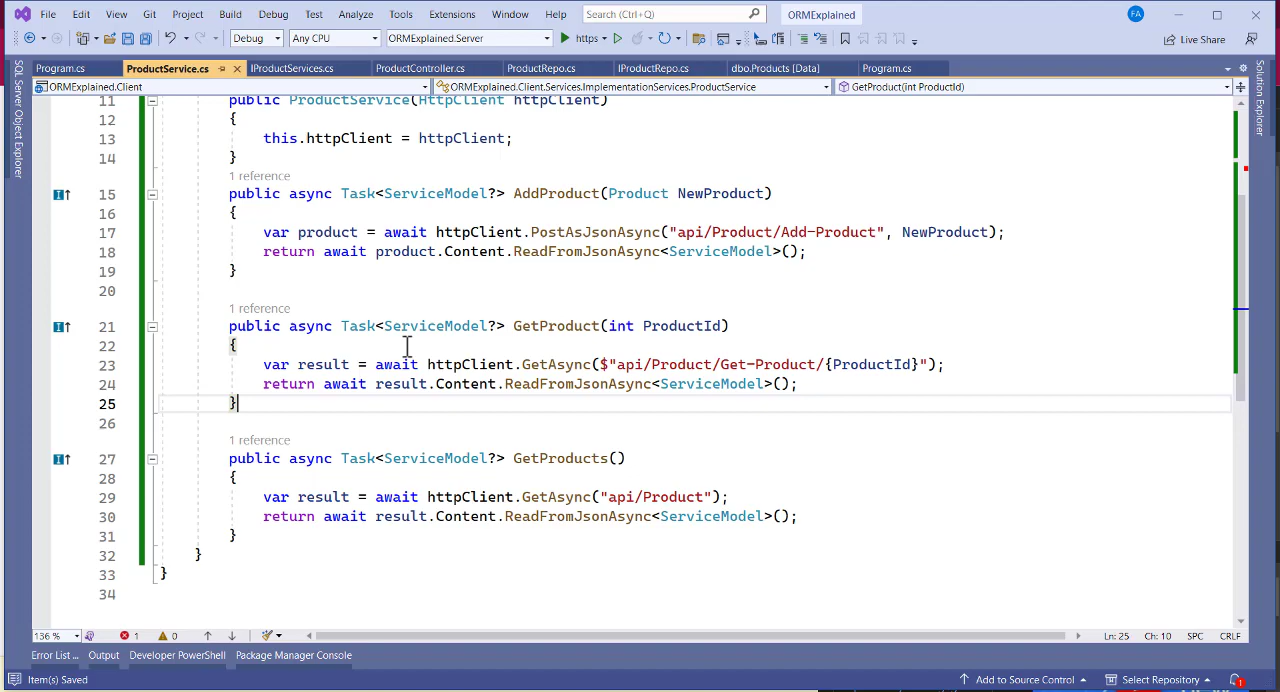 File Edit View Git Project Build Debug Test Analyze Tools Extensions Window Help Search (Ctrl+Q) ORMExplained FA
Debug Any CPU ORMExplained.Server https Live Share
Program.cs ProductService.cs IProductServices.cs ProductController.cs ProductRepo.cs IProductRepo.cs dbo.Products [Data] Program.cs
ORMExplained.Client ORMExplained.Client.Services.ImplementationServices.ProductService GetProduct(int ProductId)
SQL Server Object Explorer
Solution Explorer
11 public ProductService(HttpClient httpClient)
12 {
13 this.httpClient = httpClient;
14 }
1 reference
15 public async Task<ServiceModel?> AddProduct(Product NewProduct)
16 {
17 var product = await httpClient.PostAsJsonAsync("api/Product/Add-Product", NewProduct);
18 return await product.Content.ReadFromJsonAsync<ServiceModel>();
19 }
20
1 reference
21 public async Task<ServiceModel?> GetProduct(int ProductId)
22 {
23 var result = await httpClient.GetAsync($"api/Product/Get-Product/{ProductId}");
24 return await result.Content.ReadFromJsonAsync<ServiceModel>();
25 }
26
1 reference
27 public async Task<ServiceModel?> GetProducts()
28 {
29 var result = await httpClient.GetAsync("api/Product");
30 return await result.Content.ReadFromJsonAsync<ServiceModel>();
31 }
32 }
33 }
34
136 % 1 0 Ln: 25 Ch: 10 SPC CRLF
Error List ... Output Developer PowerShell Package Manager Console
Item(s) Saved Add to Source Control Select Repository 1